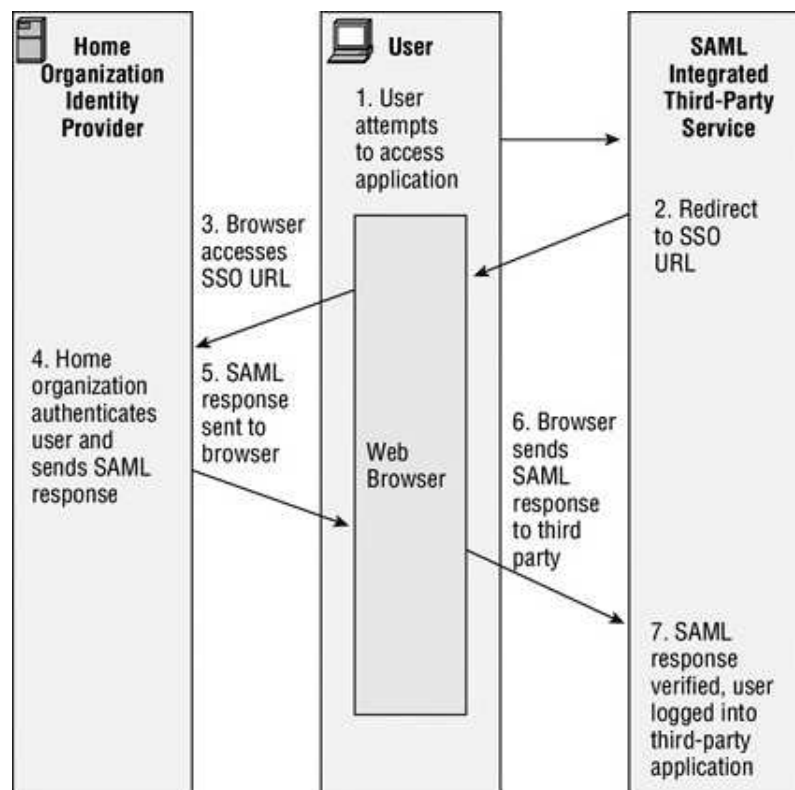 Home
Organization
Identity
Provider
User
SAML
Integrated
Third-Party
Service
1. User
attempts
to access
application
2. Redirect
to SSO
URL
3. Browser
accesses
SSO URL
4. Home
organization
authenticates
user and
sends SAML
response
5. SAML
response
sent to
browser
Web
Browser
6. Browser
sends
SAML
response
to third
party
7. SAML
response
verified, user
logged into
third-party
application